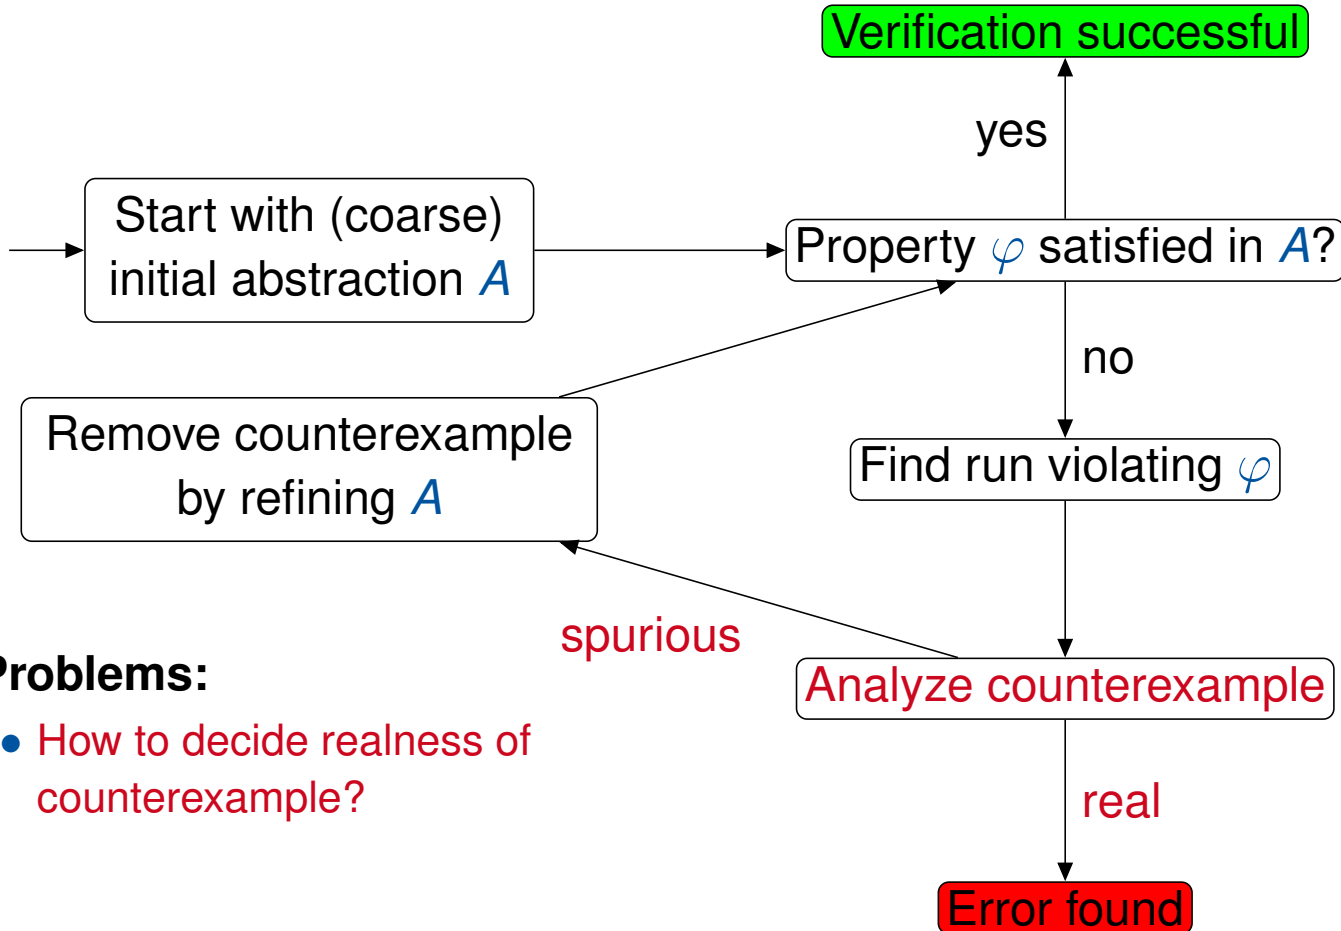 Verification successful
yes
Start with (coarse)
initial abstraction A
Property φ satisfied in A?
no
Remove counterexample
by refining A
Find run violating φ
spurious
Problems:
Analyze counterexample
• How to decide realness of
counterexample?
real
Error found